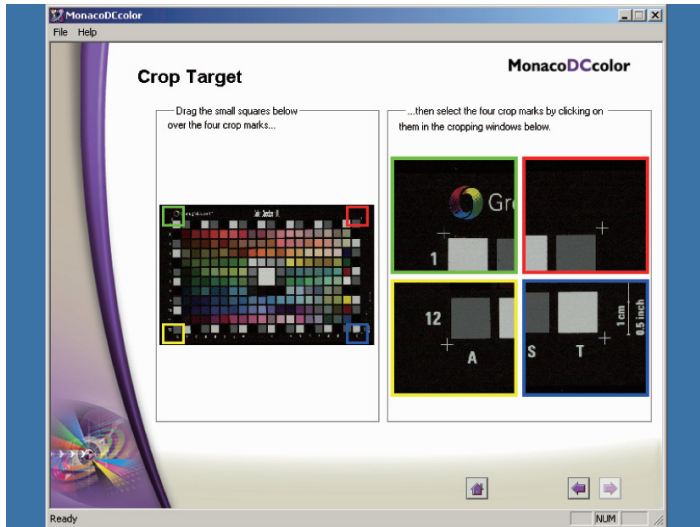 MonacoDCcolor
File Help
MonacoDCcolor
Crop Target
Drag the small squares below
over the four crop marks...
...then select the four crop marks by clicking on
them in the cropping windows below.
Gre
1
12
A
S
T
1 cm
0.5 inch
Ready
NUM